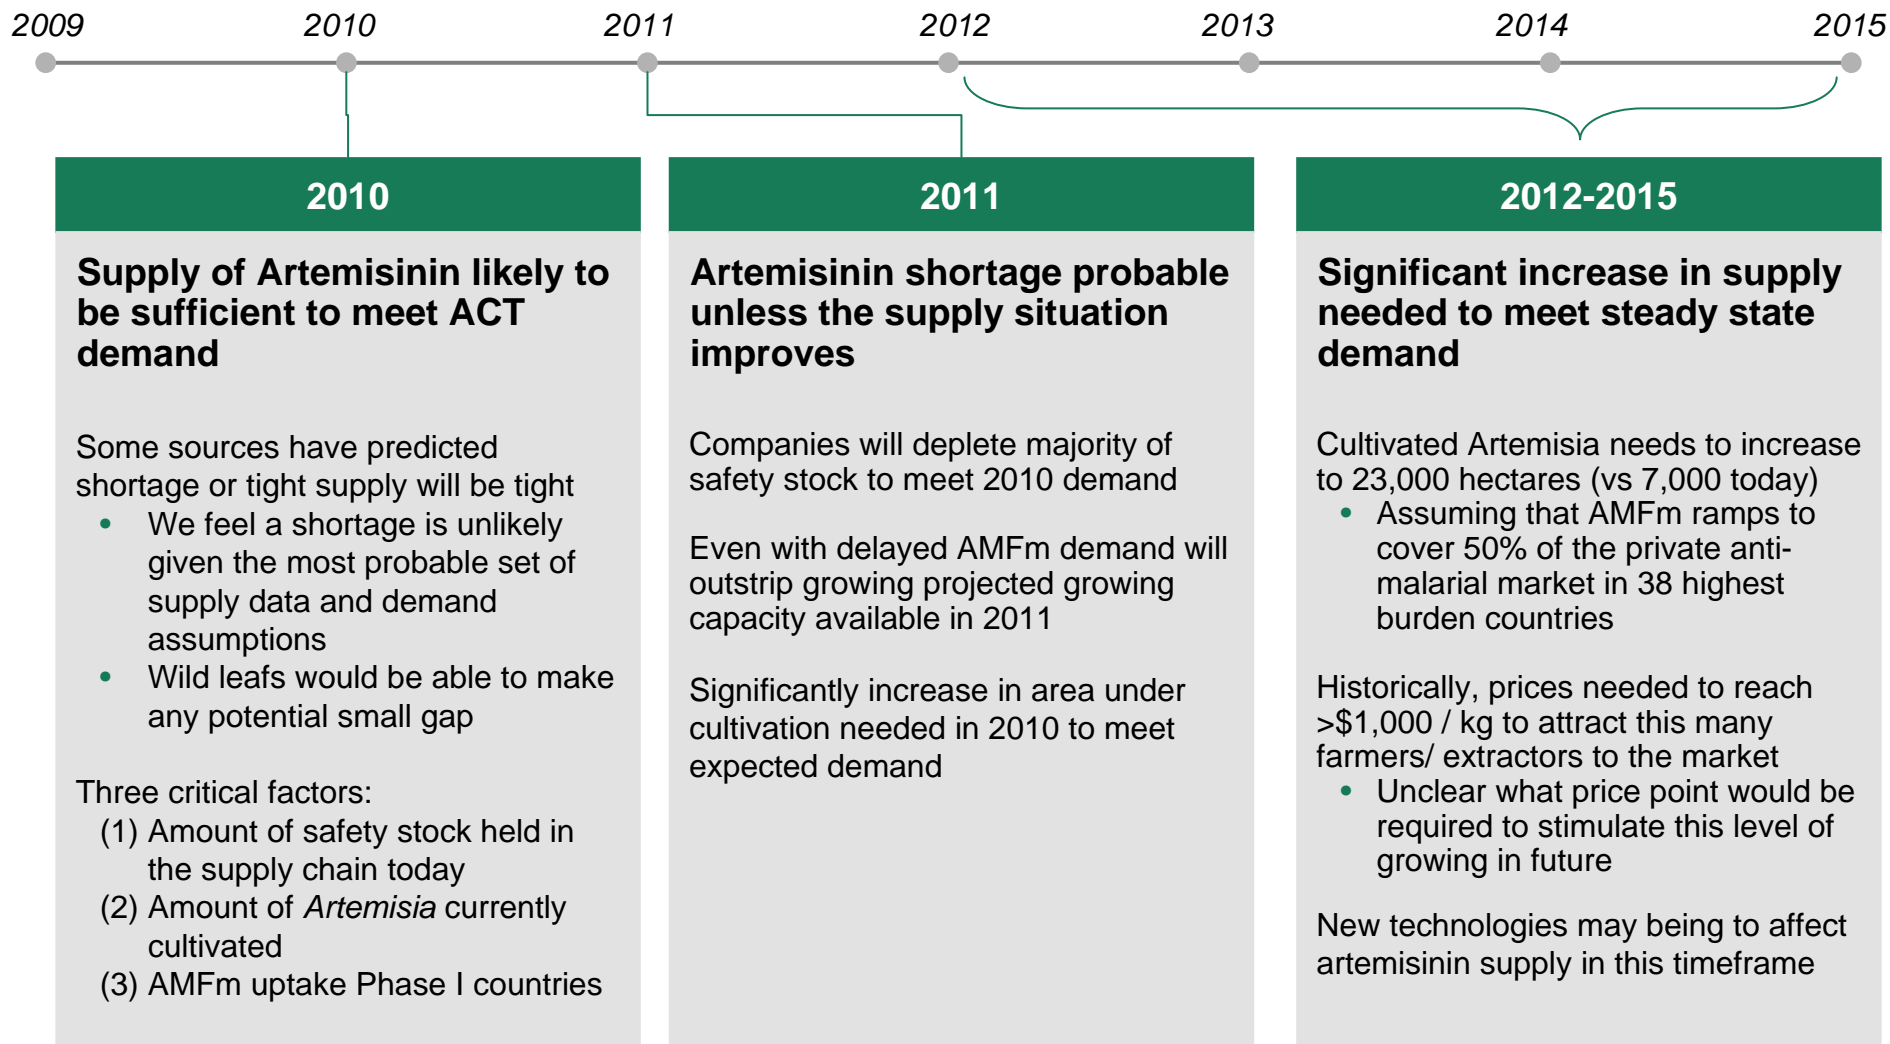 2009 2010 2011 2012 2013 2014 2015
2010
Supply of Artemisinin likely to
be sufficient to meet ACT
demand
Some sources have predicted
shortage or tight supply will be tight
• We feel a shortage is unlikely
given the most probable set of
supply data and demand
assumptions
• Wild leafs would be able to make
any potential small gap
Three critical factors:
(1) Amount of safety stock held in
the supply chain today
(2) Amount of Artemisia currently
cultivated
(3) AMFm uptake Phase I countries
2011
Artemisinin shortage probable
unless the supply situation
improves
Companies will deplete majority of
safety stock to meet 2010 demand
Even with delayed AMFm demand will
outstrip growing projected growing
capacity available in 2011
Significantly increase in area under
cultivation needed in 2010 to meet
expected demand
2012-2015
Significant increase in supply
needed to meet steady state
demand
Cultivated Artemisia needs to increase
to 23,000 hectares (vs 7,000 today)
• Assuming that AMFm ramps to
cover 50% of the private anti-
malarial market in 38 highest
burden countries
Historically, prices needed to reach
>$1,000 / kg to attract this many
farmers/ extractors to the market
• Unclear what price point would be
required to stimulate this level of
growing in future
New technologies may being to affect
artemisinin supply in this timeframe